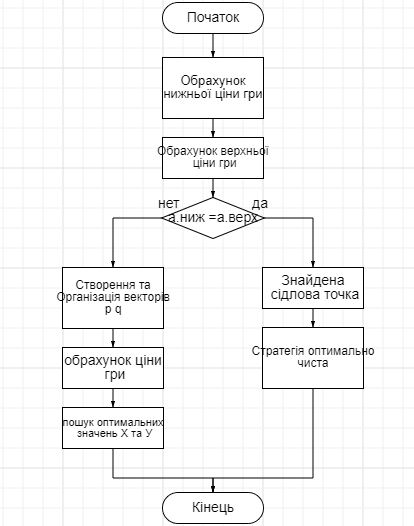 Початок
Обрахунок
нижньої ціни гри
Обрахунок верхньої
ціни гри
нет
да
а.ниж =а.верх
Створення та
Организація векторів
p q
обрахунок ціни
гри
пошук оптимальних
значень Х та У
Знайдена
сідлова точка
Стратегія оптимально
чиста
Кінець